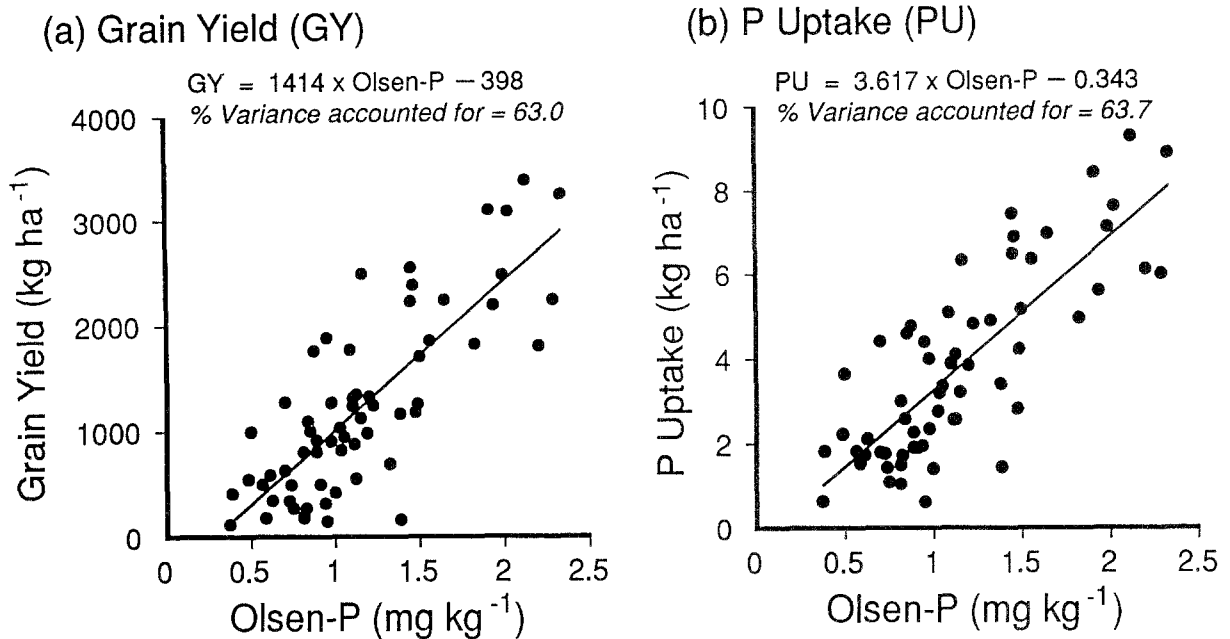 (a) Grain Yield (GY)
GY = 1414 x Olsen-P – 398
% Variance accounted for = 63.0
4000
3000
2000
1000
0
Grain Yield (kg ha⁻¹)
0 0.5 1 1.5 2 2.5
Olsen-P (mg kg⁻¹)
(b) P Uptake (PU)
PU = 3.617 x Olsen-P – 0.343
% Variance accounted for = 63.7
10
8
6
4
2
0
P Uptake (kg ha⁻¹)
0 0.5 1 1.5 2 2.5
Olsen-P (mg kg⁻¹)